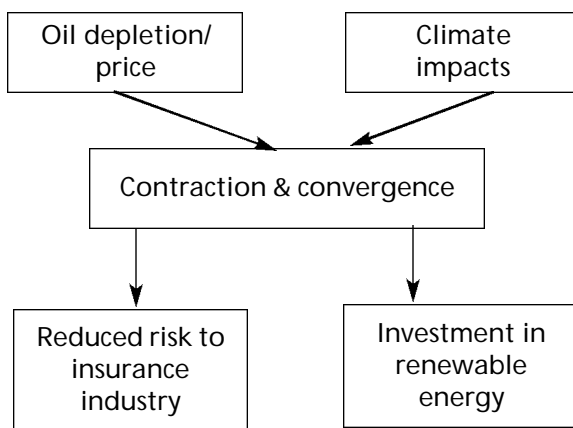 Oil depletion/
price
Climate
impacts
Contraction & convergence
Reduced risk to
insurance
industry
Investment in
renewable
energy